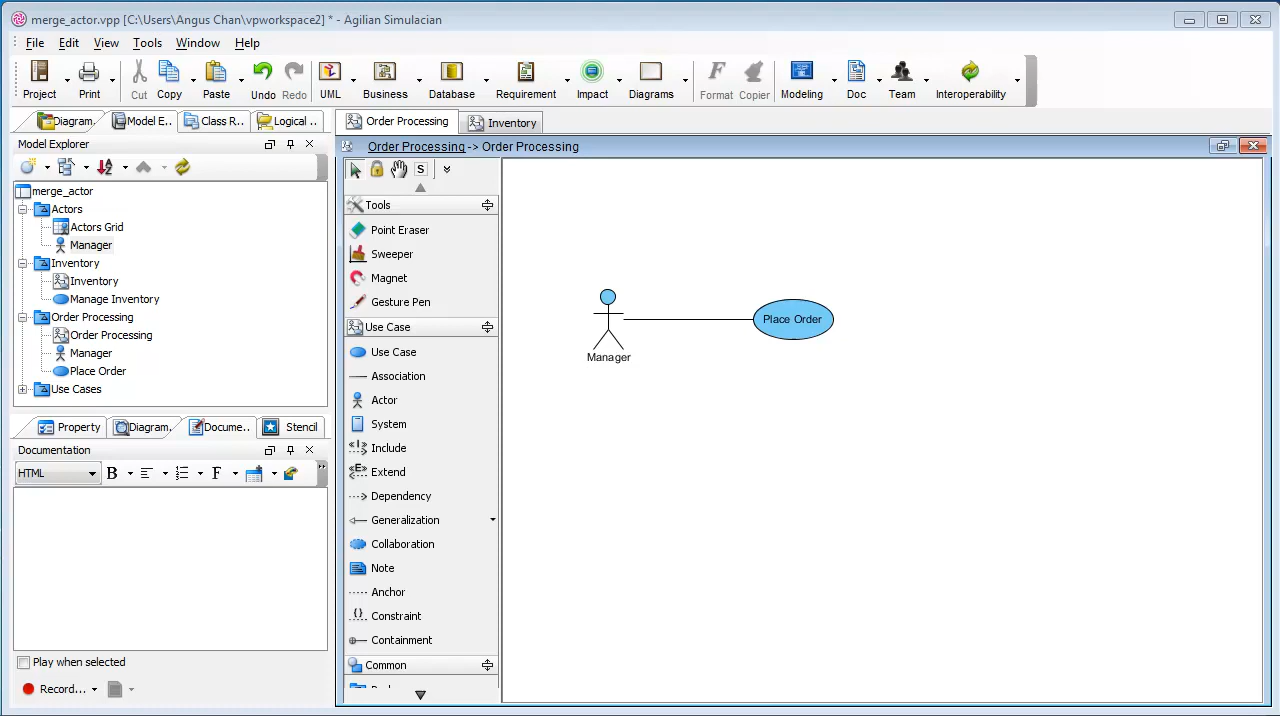 merge_actor.vpp [C:\Users\Angus Chan\vpworkspace2] * - Agilian Simulacian
File Edit View Tools Window Help
Project Print Cut Copy Paste Undo Redo UML Business Database Requirement Impact Diagrams Format Copier Modeling Doc Team Interoperability
Diagram. Model E.. Class R.. Logical ..
Order Processing Inventory
Model Explorer
Order Processing -> Order Processing
S
merge_actor
Actors
Actors Grid
Manager
Inventory
Inventory
Manage Inventory
Order Processing
Order Processing
Manager
Place Order
Use Cases
Property Diagram. Docume.. Stencil
Documentation
HTML B F
Play when selected
Record...
Tools
Point Eraser
Sweeper
Magnet
Gesture Pen
Use Case
Use Case
Association
Actor
System
Include
Extend
Dependency
Generalization
Collaboration
Note
Anchor
Constraint
Containment
Common
Manager
Place Order